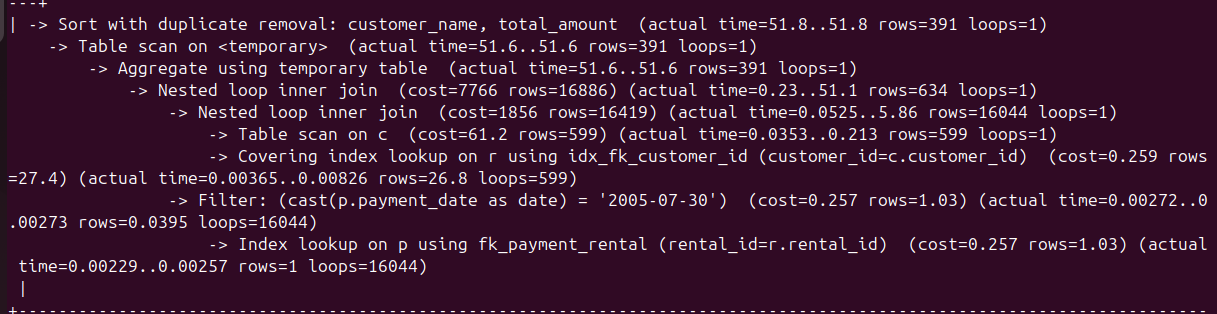 ---+
| -> Sort with duplicate removal: customer_name, total_amount  (actual time=51.8..51.8 rows=391 loops=1)
    -> Table scan on <temporary>  (actual time=51.6..51.6 rows=391 loops=1)
        -> Aggregate using temporary table  (actual time=51.6..51.6 rows=391 loops=1)
            -> Nested loop inner join  (cost=7766 rows=16886) (actual time=0.23..51.1 rows=634 loops=1)
                -> Nested loop inner join  (cost=1856 rows=16419) (actual time=0.0525..5.86 rows=16044 loops=1)
                    -> Table scan on c  (cost=61.2 rows=599) (actual time=0.0353..0.213 rows=599 loops=1)
                    -> Covering index lookup on r using idx_fk_customer_id (customer_id=c.customer_id)  (cost=0.259 rows
=27.4) (actual time=0.00365..0.00826 rows=26.8 loops=599)
                -> Filter: (cast(p.payment_date as date) = '2005-07-30')  (cost=0.257 rows=1.03) (actual time=0.00272..0
.00273 rows=0.0395 loops=16044)
                    -> Index lookup on p using fk_payment_rental (rental_id=r.rental_id)  (cost=0.257 rows=1.03) (actual
 time=0.00229..0.00257 rows=1 loops=16044)
 |
+-----------------------------------------------------------------------------------------------------------------------